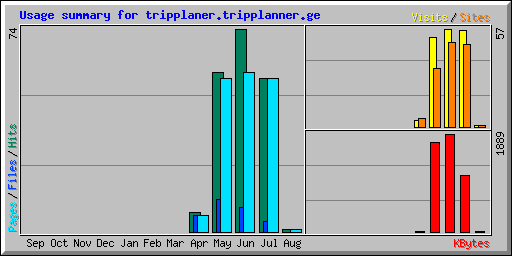 Usage summary for tripplaner.tripplanner.ge
Visits/Sites
74
57
Pages/Files/Hits
1889
Sep Oct Nov Dec Jan Feb Mar Apr May Jun Jul Aug
KBytes